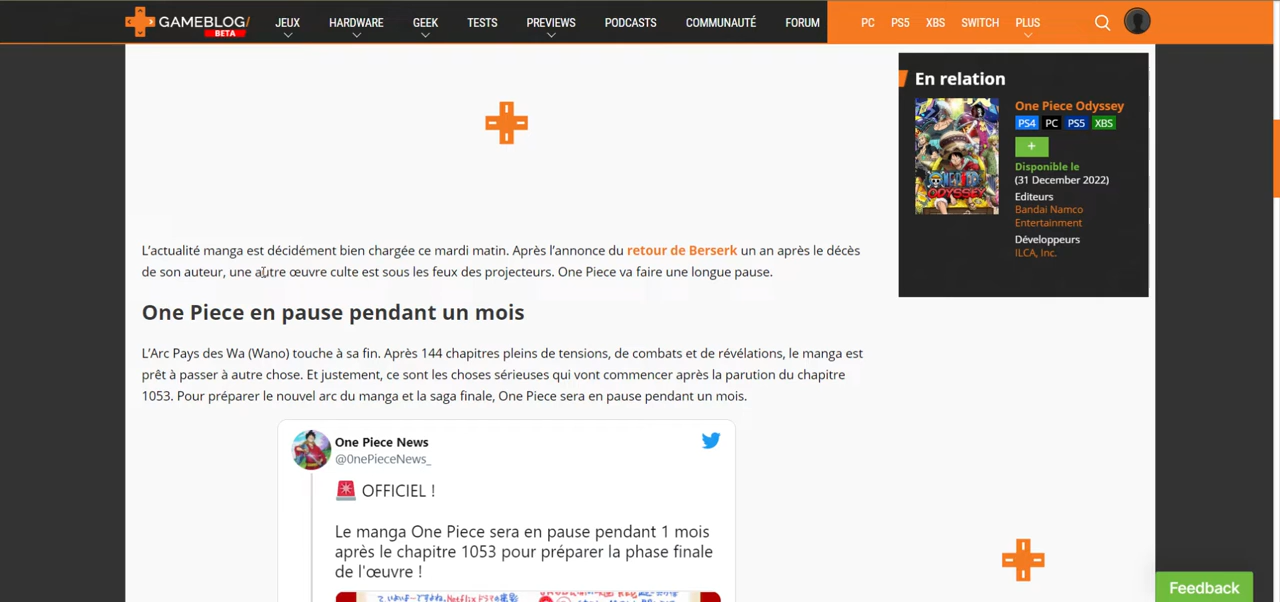 GAMEBLOG/
BETA
JEUX
HARDWARE
GEEK
TESTS
PREVIEWS
PODCASTS
COMMUNAUTÉ
FORUM
PC
PS5
XBS
SWITCH
PLUS
L’actualité manga est décidément bien chargée ce mardi matin. Après l’annonce du retour de Berserk un an après le décès
de son auteur, une autre œuvre culte est sous les feux des projecteurs. One Piece va faire une longue pause.
One Piece en pause pendant un mois
L’Arc Pays des Wa (Wano) touche à sa fin. Après 144 chapitres pleins de tensions, de combats et de révélations, le manga est
prêt à passer à autre chose. Et justement, ce sont les choses sérieuses qui vont commencer après la parution du chapitre
1053. Pour préparer le nouvel arc du manga et la saga finale, One Piece sera en pause pendant un mois.
One Piece News
@0nePieceNews_
OFFICIEL !
Le manga One Piece sera en pause pendant 1 mois
après le chapitre 1053 pour préparer la phase finale
de l'œuvre !
En relation
ONE PIECE
ODYSSEY
One Piece Odyssey
PS4 PC PS5 XBS
+
Disponible le
(31 December 2022)
Editeurs
Bandai Namco
Entertainment
Développeurs
ILCA, Inc.
Feedback